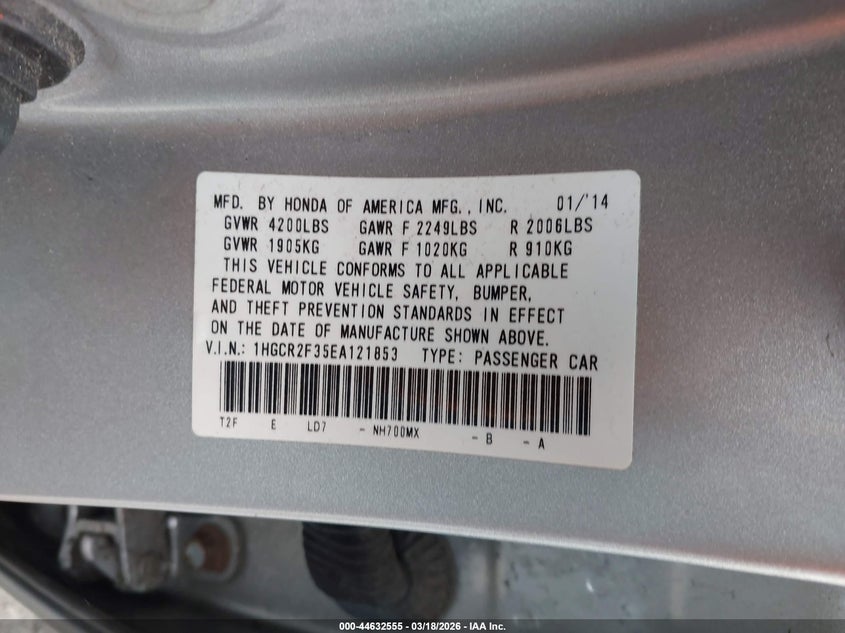 MFD. BY HONDA OF AMERICA MFG., INC. 01/'14
GVWR 4200LBS GAWR F 2249LBS R 2006LBS
GVWR 1905KG GAWR F 1020KG R 910KG
THIS VEHICLE CONFORMS TO ALL APPLICABLE
FEDERAL MOTOR VEHICLE SAFETY, BUMPER,
AND THEFT PREVENTION STANDARDS IN EFFECT
ON THE DATE OF MANUFACTURE SHOWN ABOVE.
V.I.N.: 1HGCR2F35EA121853 TYPE: PASSENGER CAR
T2F E LD7 - NH700MX - B - A
000-44632555 - 03/18/2026 - IAA Inc.